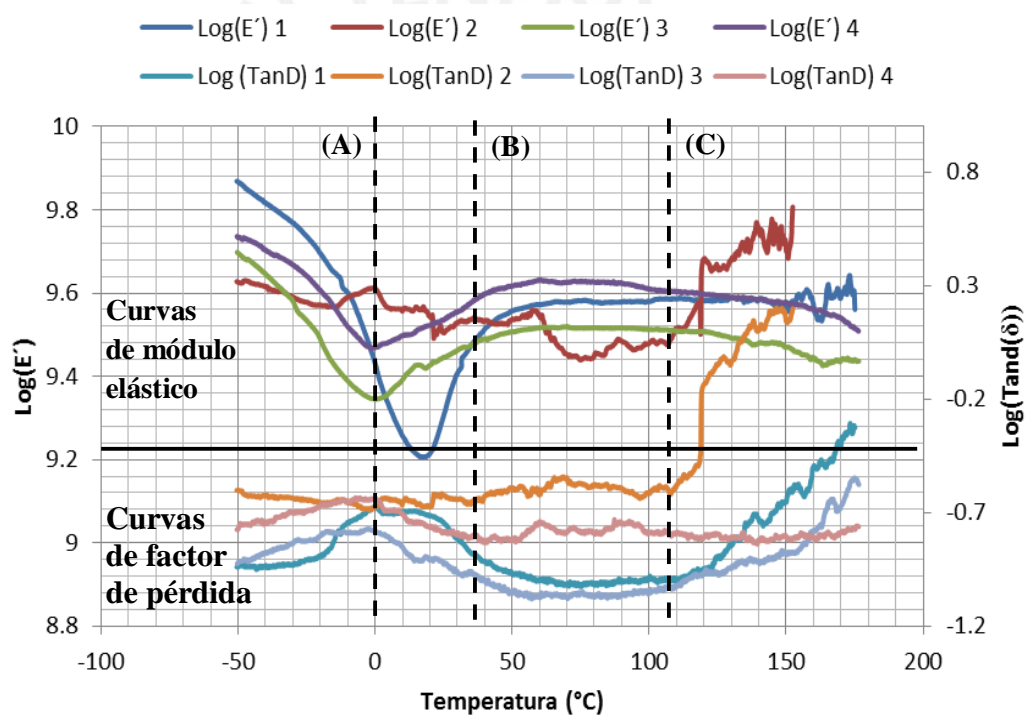 Log(E´) 1 Log(E´) 2 Log(E´) 3 Log(E´) 4
Log (TanD) 1 Log(TanD) 2 Log(TanD) 3 Log(TanD) 4
(A) (B) (C)
10
9.8
9.6
9.4
9.2
9
8.8
Log(E´)
Curvas
de módulo
elástico
Curvas
de factor
de pérdida
0.8
0.3
-0.2
-0.7
-1.2
Log(Tand(δ))
-100 -50 0 50 100 150 200
Temperatura (°C)